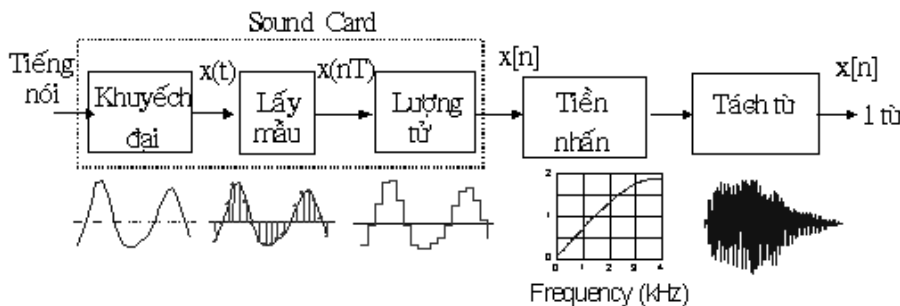 Sound Card
Tiếng nói
Khuyếch đại
x(t)
Lấy mẫu
x(nT)
Lượng tử
x[n]
Tiền nhấn
Tách từ
x[n]
1 từ
2
1
0
0 1 2 3 4
Frequency (kHz)